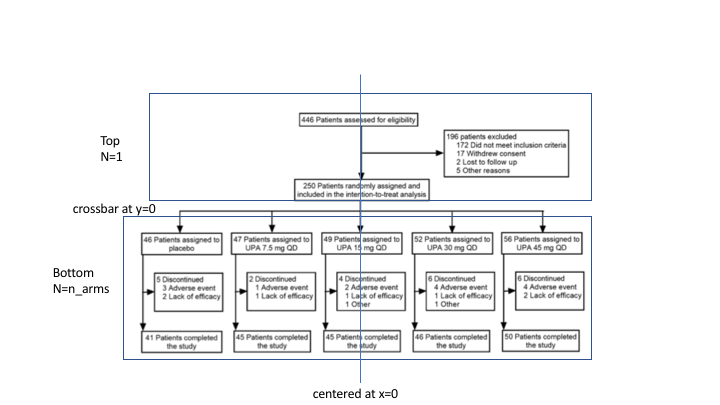 446 Patients assessed for eligibility
196 patients excluded
172 Did not meet inclusion criteria
17 Withdrew consent
2 Lost to follow up
5 Other reasons
Top
N=1
250 Patients randomly assigned and
included in the intention-to-treat analysis
crossbar at y=0
46 Patients assigned to
placebo
47 Patients assigned to
UPA 7.5 mg QD
49 Patients assigned to
UPA 15 mg QD
52 Patients assigned to
UPA 30 mg QD
56 Patients assigned to
UPA 45 mg QD
Bottom
N=n_arms
5 Discontinued
3 Adverse event
2 Lack of efficacy
2 Discontinued
1 Adverse event
1 Lack of efficacy
4 Discontinued
2 Adverse event
1 Lack of efficacy
1 Other
6 Discontinued
4 Adverse event
1 Lack of efficacy
1 Other
6 Discontinued
4 Adverse event
2 Lack of efficacy
41 Patients completed
the study
45 Patients completed
the study
45 Patients completed
the study
46 Patients completed
the study
50 Patients completed
the study
centered at x=0